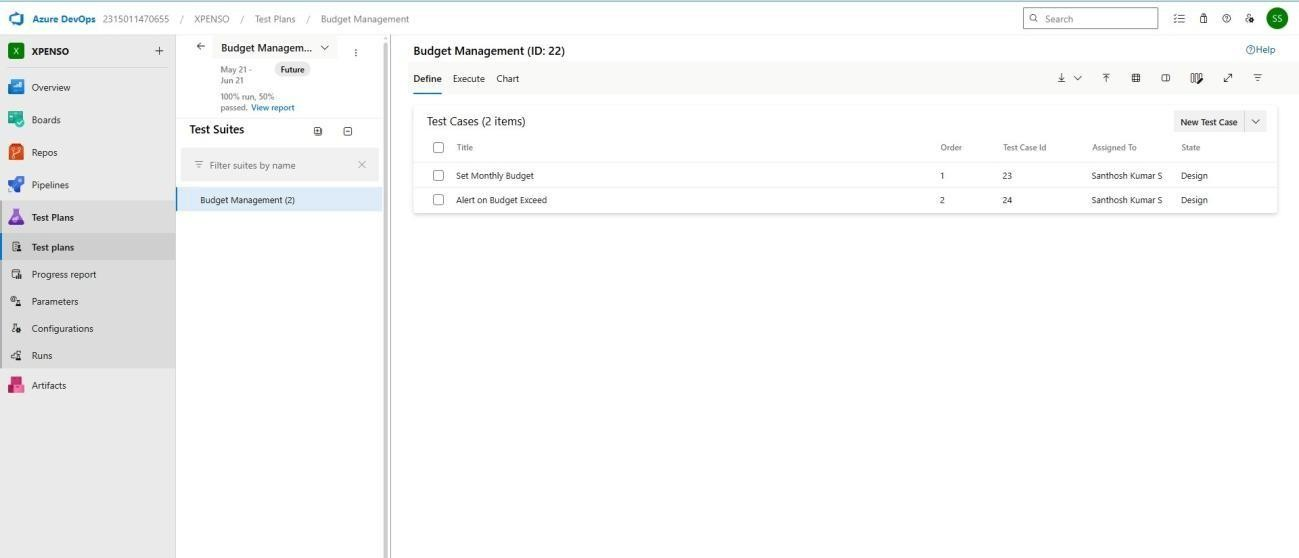 Azure DevOps 2315011470655 / XPENSO / Test Plans / Budget Management
Search
SS
X XPENSO +
Overview
Boards
Repos
Pipelines
Test Plans
Test plans
Progress report
Parameters
Configurations
Runs
Artifacts
Budget Managem...
May 21 -
Jun 21
Future
100% run, 50%
passed. View report
Test Suites
Filter suites by name
Budget Management (2)
Budget Management (ID: 22)
Help
Define Execute Chart
Test Cases (2 items)
New Test Case
Title Order Test Case Id Assigned To State
Set Monthly Budget 1 23 Santhosh Kumar S Design
Alert on Budget Exceed 2 24 Santhosh Kumar S Design